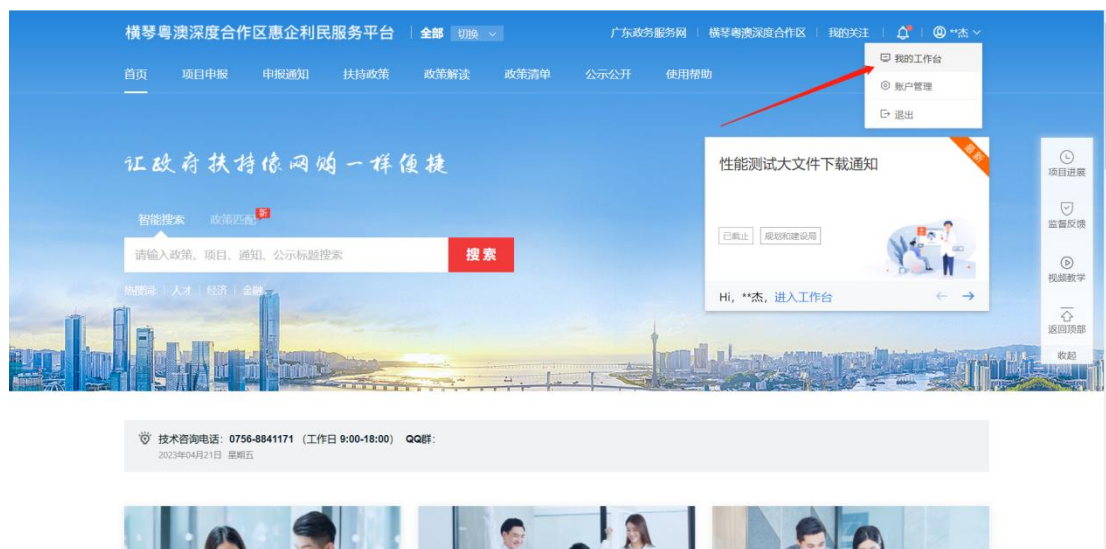 横琴粤澳深度合作区惠企利民服务平台 全部 切换 广东政务服务网 横琴粤澳深度合作区 我的关注 **杰
首页 项目申报 申报通知 扶持政策 政策解读 政策清单 公示公开 使用帮助
我的工作台
账户管理
退出
让政府扶持像网购一样便捷
智能搜索 政策匹配 新
请输入政策、项目、通知、公示标题搜索 搜索
热搜词: 人才 经济 金融
性能测试大文件下载通知 最新
已截止 规划和建设局
Hi, **杰, 进入工作台 ← →
项目进展
监督反馈
视频教学
返回顶部
收起
技术咨询电话: 0756-8841171 (工作日 9:00-18:00) QQ群:
2023年04月21日 星期五